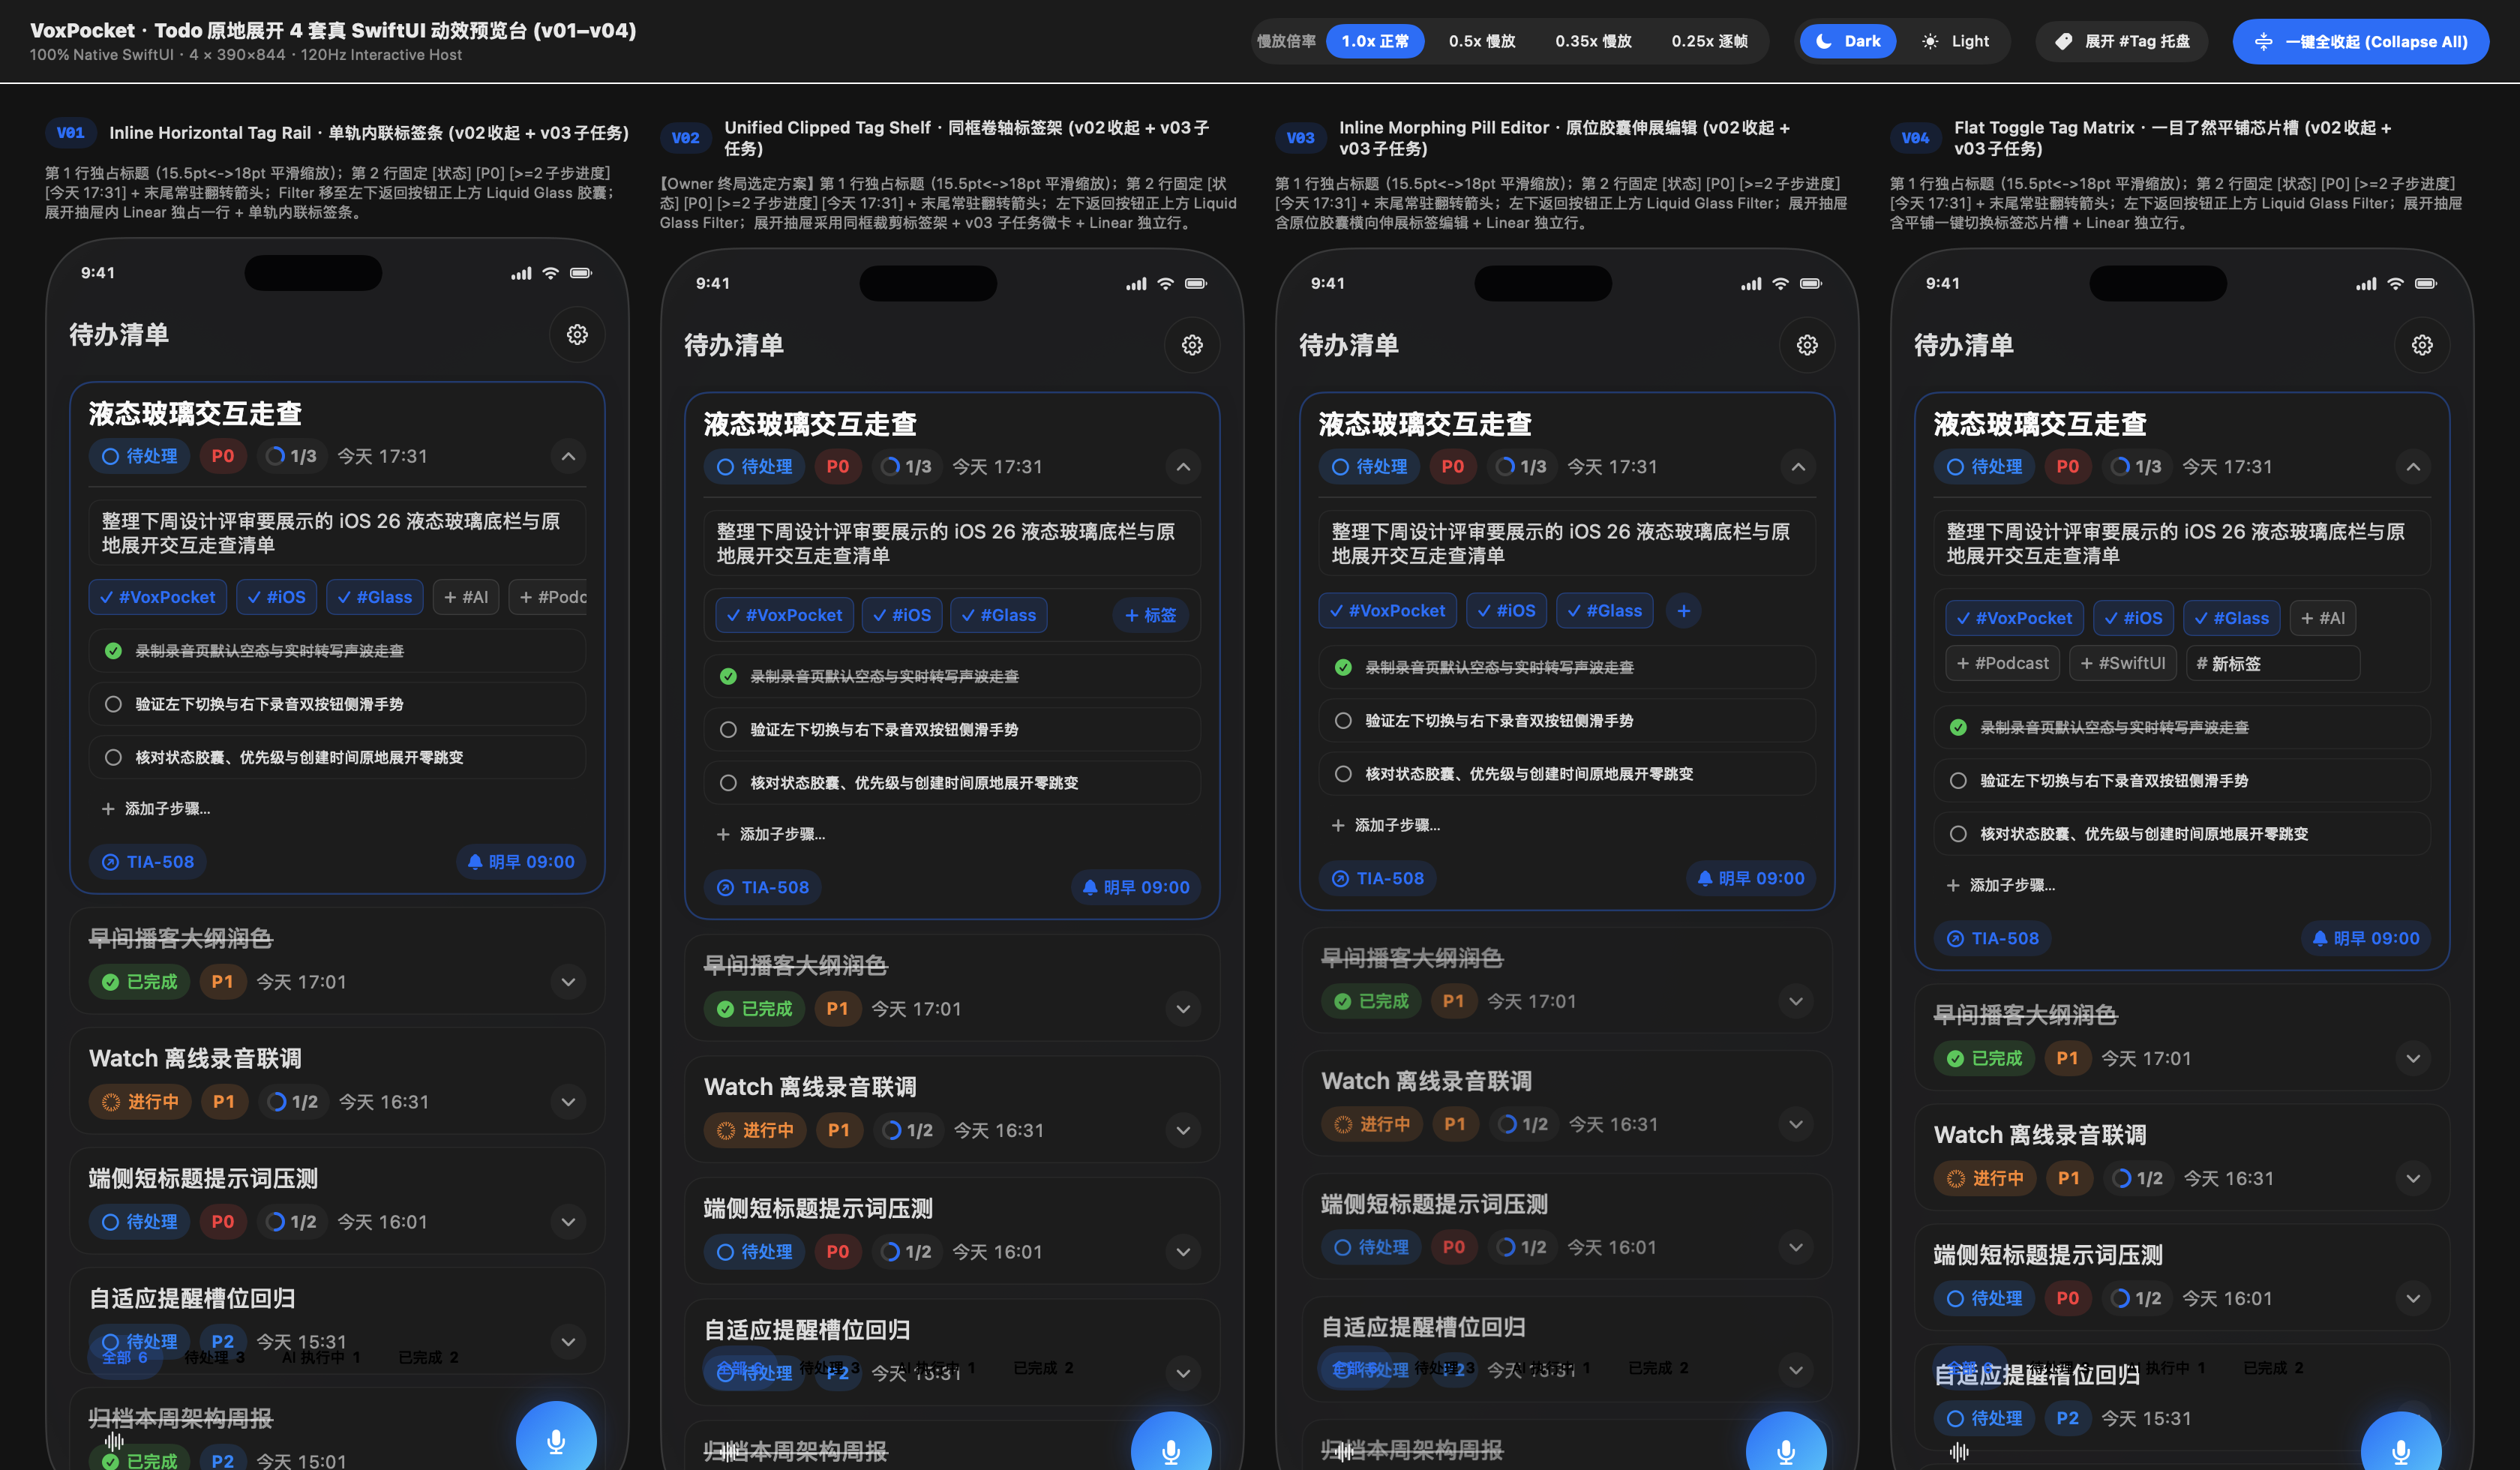 VoxPocket · Todo 原地展开 4 套真 SwiftUI 动效预览台 (v01–v04)
100% Native SwiftUI · 4 × 390×844 · 120Hz Interactive Host
慢放倍率 1.0x 正常 0.5x 慢放 0.35x 慢放 0.25x 逐帧
Dark Light
展开 #Tag 托盘
一键全收起 (Collapse All)
V01 Inline Horizontal Tag Rail · 单轨内联标签条 (v02收起 + v03子任务)
第 1 行独占标题 (15.5pt<->18pt 平滑缩放)；第 2 行固定 [状态] [P0] [>=2子步进度]
[今天 17:31] + 末尾常驻翻转箭头；Filter 移至左下返回按钮正上方 Liquid Glass 胶囊；
展开抽屉内 Linear 独占一行 + 单轨内联标签条。
9:41
待办清单
液态玻璃交互走查
待处理 P0 1/3 今天 17:31
整理下周设计评审要展示的 iOS 26 液态玻璃底栏与原
地展开交互走查清单
#VoxPocket #iOS #Glass + #AI + #Podc
录制录音页默认空态与实时转写声波走查
验证左下切换与右下录音双按钮侧滑手势
核对状态胶囊、优先级与创建时间原地展开零跳变
+ 添加子步骤...
TIA-508 明早 09:00
早间播客大纲润色
已完成 P1 今天 17:01
Watch 离线录音联调
进行中 P1 1/2 今天 16:31
端侧短标题提示词压测
待处理 P0 1/2 今天 16:01
自适应提醒槽位回归
待处理 P2 今天 15:31
全部 6 待处理 3 AI 执行中 1 已完成 2
归档本周架构周报
已完成 P2 今天 15:01
V02 Unified Clipped Tag Shelf · 同框卷轴标签架 (v02收起 + v03子
任务)
【Owner 终局选定方案】第 1 行独占标题 (15.5pt<->18pt 平滑缩放)；第 2 行固定 [状
态] [P0] [>=2子步进度] [今天 17:31] + 末尾常驻翻转箭头；左下返回按钮正上方 Liquid
Glass Filter；展开抽屉采用同框裁剪标签架 + v03 子任务微卡 + Linear 独立行。
9:41
待办清单
液态玻璃交互走查
待处理 P0 1/3 今天 17:31
整理下周设计评审要展示的 iOS 26 液态玻璃底栏与原
地展开交互走查清单
#VoxPocket #iOS #Glass + 标签
录制录音页默认空态与实时转写声波走查
验证左下切换与右下录音双按钮侧滑手势
核对状态胶囊、优先级与创建时间原地展开零跳变
+ 添加子步骤...
TIA-508 明早 09:00
早间播客大纲润色
已完成 P1 今天 17:01
Watch 离线录音联调
进行中 P1 1/2 今天 16:31
端侧短标题提示词压测
待处理 P0 1/2 今天 16:01
自适应提醒槽位回归
待处理 P2 今天 15:31
已完成 2
归档本周架构周报
V03 Inline Morphing Pill Editor · 原位胶囊伸展编辑 (v02收起 +
v03子任务)
第 1 行独占标题 (15.5pt<->18pt 平滑缩放)；第 2 行固定 [状态] [P0] [>=2子步进度]
[今天 17:31] + 末尾常驻翻转箭头；左下返回按钮正上方 Liquid Glass Filter；展开抽屉
含原位胶囊横向伸展标签编辑 + Linear 独立行。
9:41
待办清单
液态玻璃交互走查
待处理 P0 1/3 今天 17:31
整理下周设计评审要展示的 iOS 26 液态玻璃底栏与原
地展开交互走查清单
#VoxPocket #iOS #Glass +
录制录音页默认空态与实时转写声波走查
验证左下切换与右下录音双按钮侧滑手势
核对状态胶囊、优先级与创建时间原地展开零跳变
+ 添加子步骤...
TIA-508 明早 09:00
早间播客大纲润色
已完成 P1 今天 17:01
Watch 离线录音联调
进行中 P1 1/2 今天 16:31
端侧短标题提示词压测
待处理 P0 1/2 今天 16:01
自适应提醒槽位回归
待处理 P2 今天 15:31
已完成 2
归档本周架构周报
V04 Flat Toggle Tag Matrix · 一目了然平铺芯片槽 (v02收起 +
v03子任务)
第 1 行独占标题 (15.5pt<->18pt 平滑缩放)；第 2 行固定 [状态] [P0] [>=2子步进度]
[今天 17:31] + 末尾常驻翻转箭头；左下返回按钮正上方 Liquid Glass Filter；展开抽屉
含平铺一键切换标签芯片槽 + Linear 独立行。
9:41
待办清单
液态玻璃交互走查
待处理 P0 1/3 今天 17:31
整理下周设计评审要展示的 iOS 26 液态玻璃底栏与原
地展开交互走查清单
#VoxPocket #iOS #Glass + #AI
+ #Podcast + #SwiftUI # 新标签
录制录音页默认空态与实时转写声波走查
验证左下切换与右下录音双按钮侧滑手势
核对状态胶囊、优先级与创建时间原地展开零跳变
+ 添加子步骤...
TIA-508 明早 09:00
早间播客大纲润色
已完成 P1 今天 17:01
Watch 离线录音联调
进行中 P1 1/2 今天 16:31
端侧短标题提示词压测
待处理 P0 1/2 今天 16:01
自适应提醒槽位回归
已完成 2
待处理 P2 今天 15:31